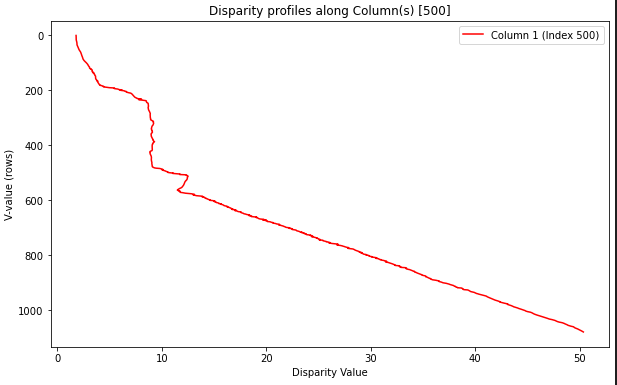 Disparity profiles along Column(s) [500]
Column 1 (Index 500)
0
200
400
600
800
1000
V-value (rows)
0 10 20 30 40 50
Disparity Value